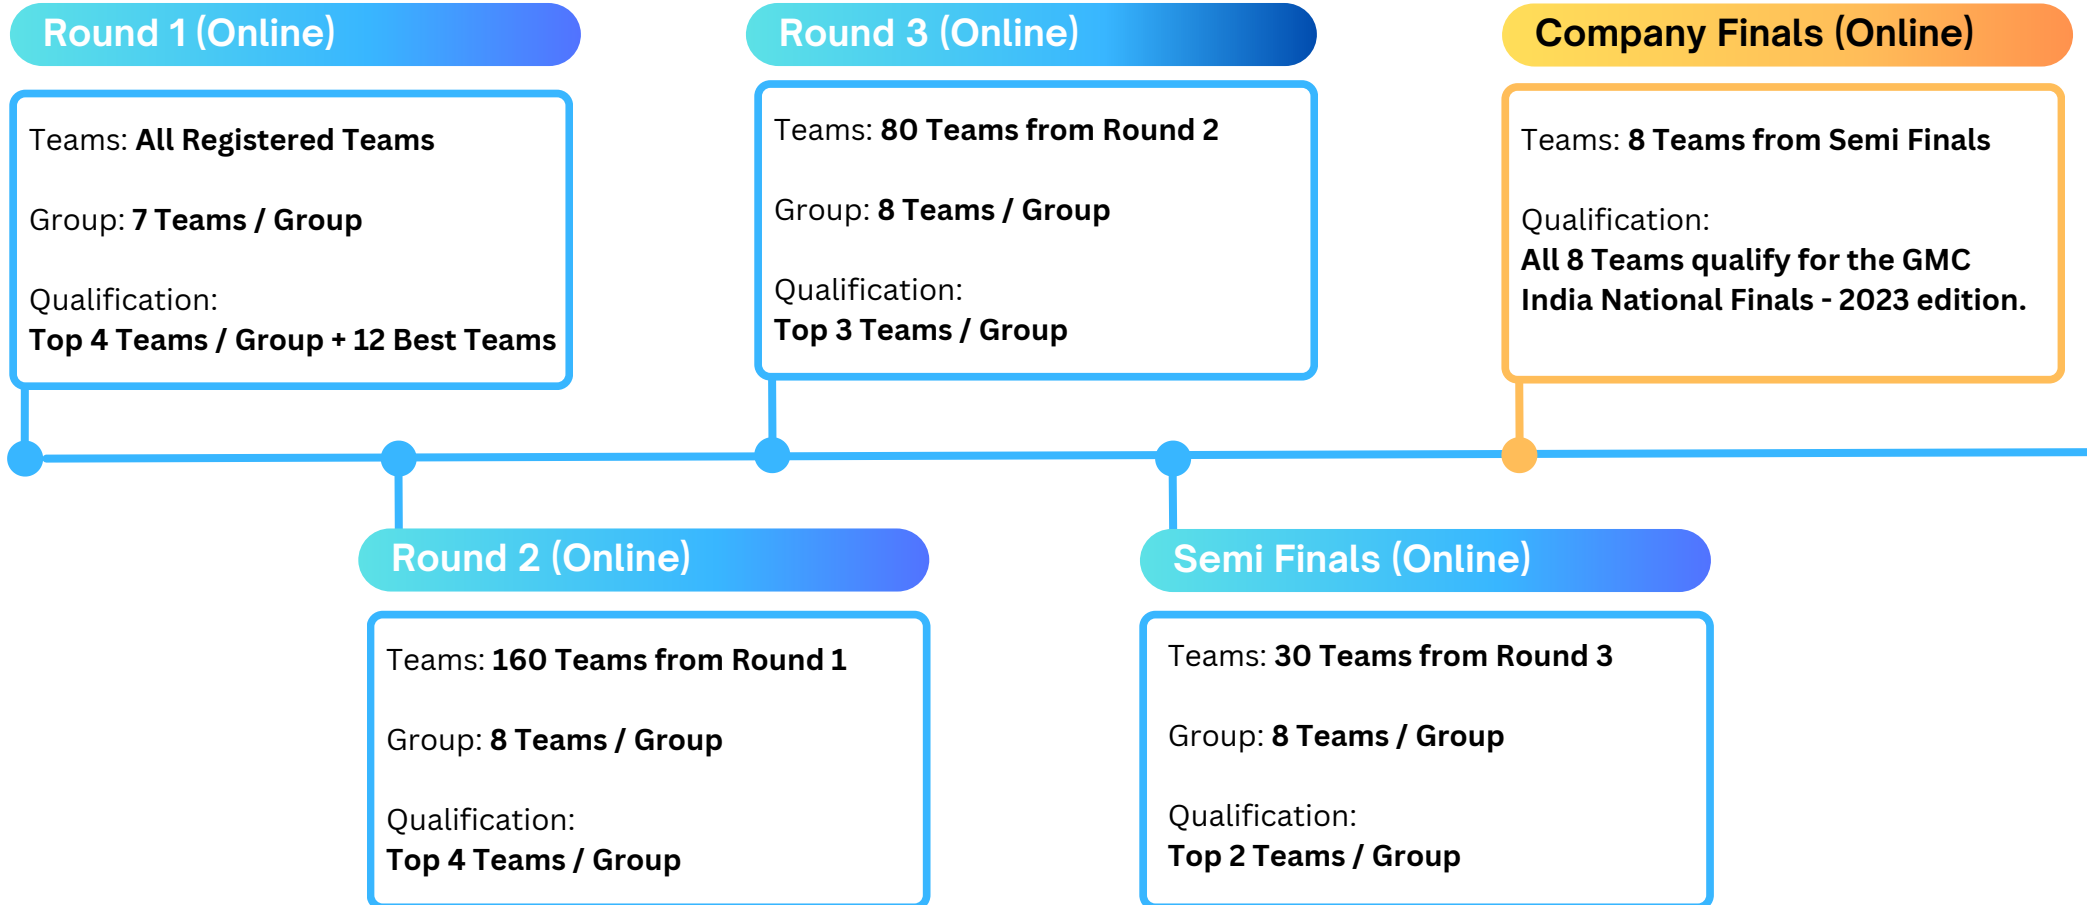 Round 1 (Online)
Teams: All Registered Teams
Group: 7 Teams / Group
Qualification:
Top 4 Teams / Group + 12 Best Teams
Round 2 (Online)
Teams: 160 Teams from Round 1
Group: 8 Teams / Group
Qualification:
Top 4 Teams / Group
Round 3 (Online)
Teams: 80 Teams from Round 2
Group: 8 Teams / Group
Qualification:
Top 3 Teams / Group
Semi Finals (Online)
Teams: 30 Teams from Round 3
Group: 8 Teams / Group
Qualification:
Top 2 Teams / Group
Company Finals (Online)
Teams: 8 Teams from Semi Finals
Qualification:
All 8 Teams qualify for the GMC
India National Finals - 2023 edition.